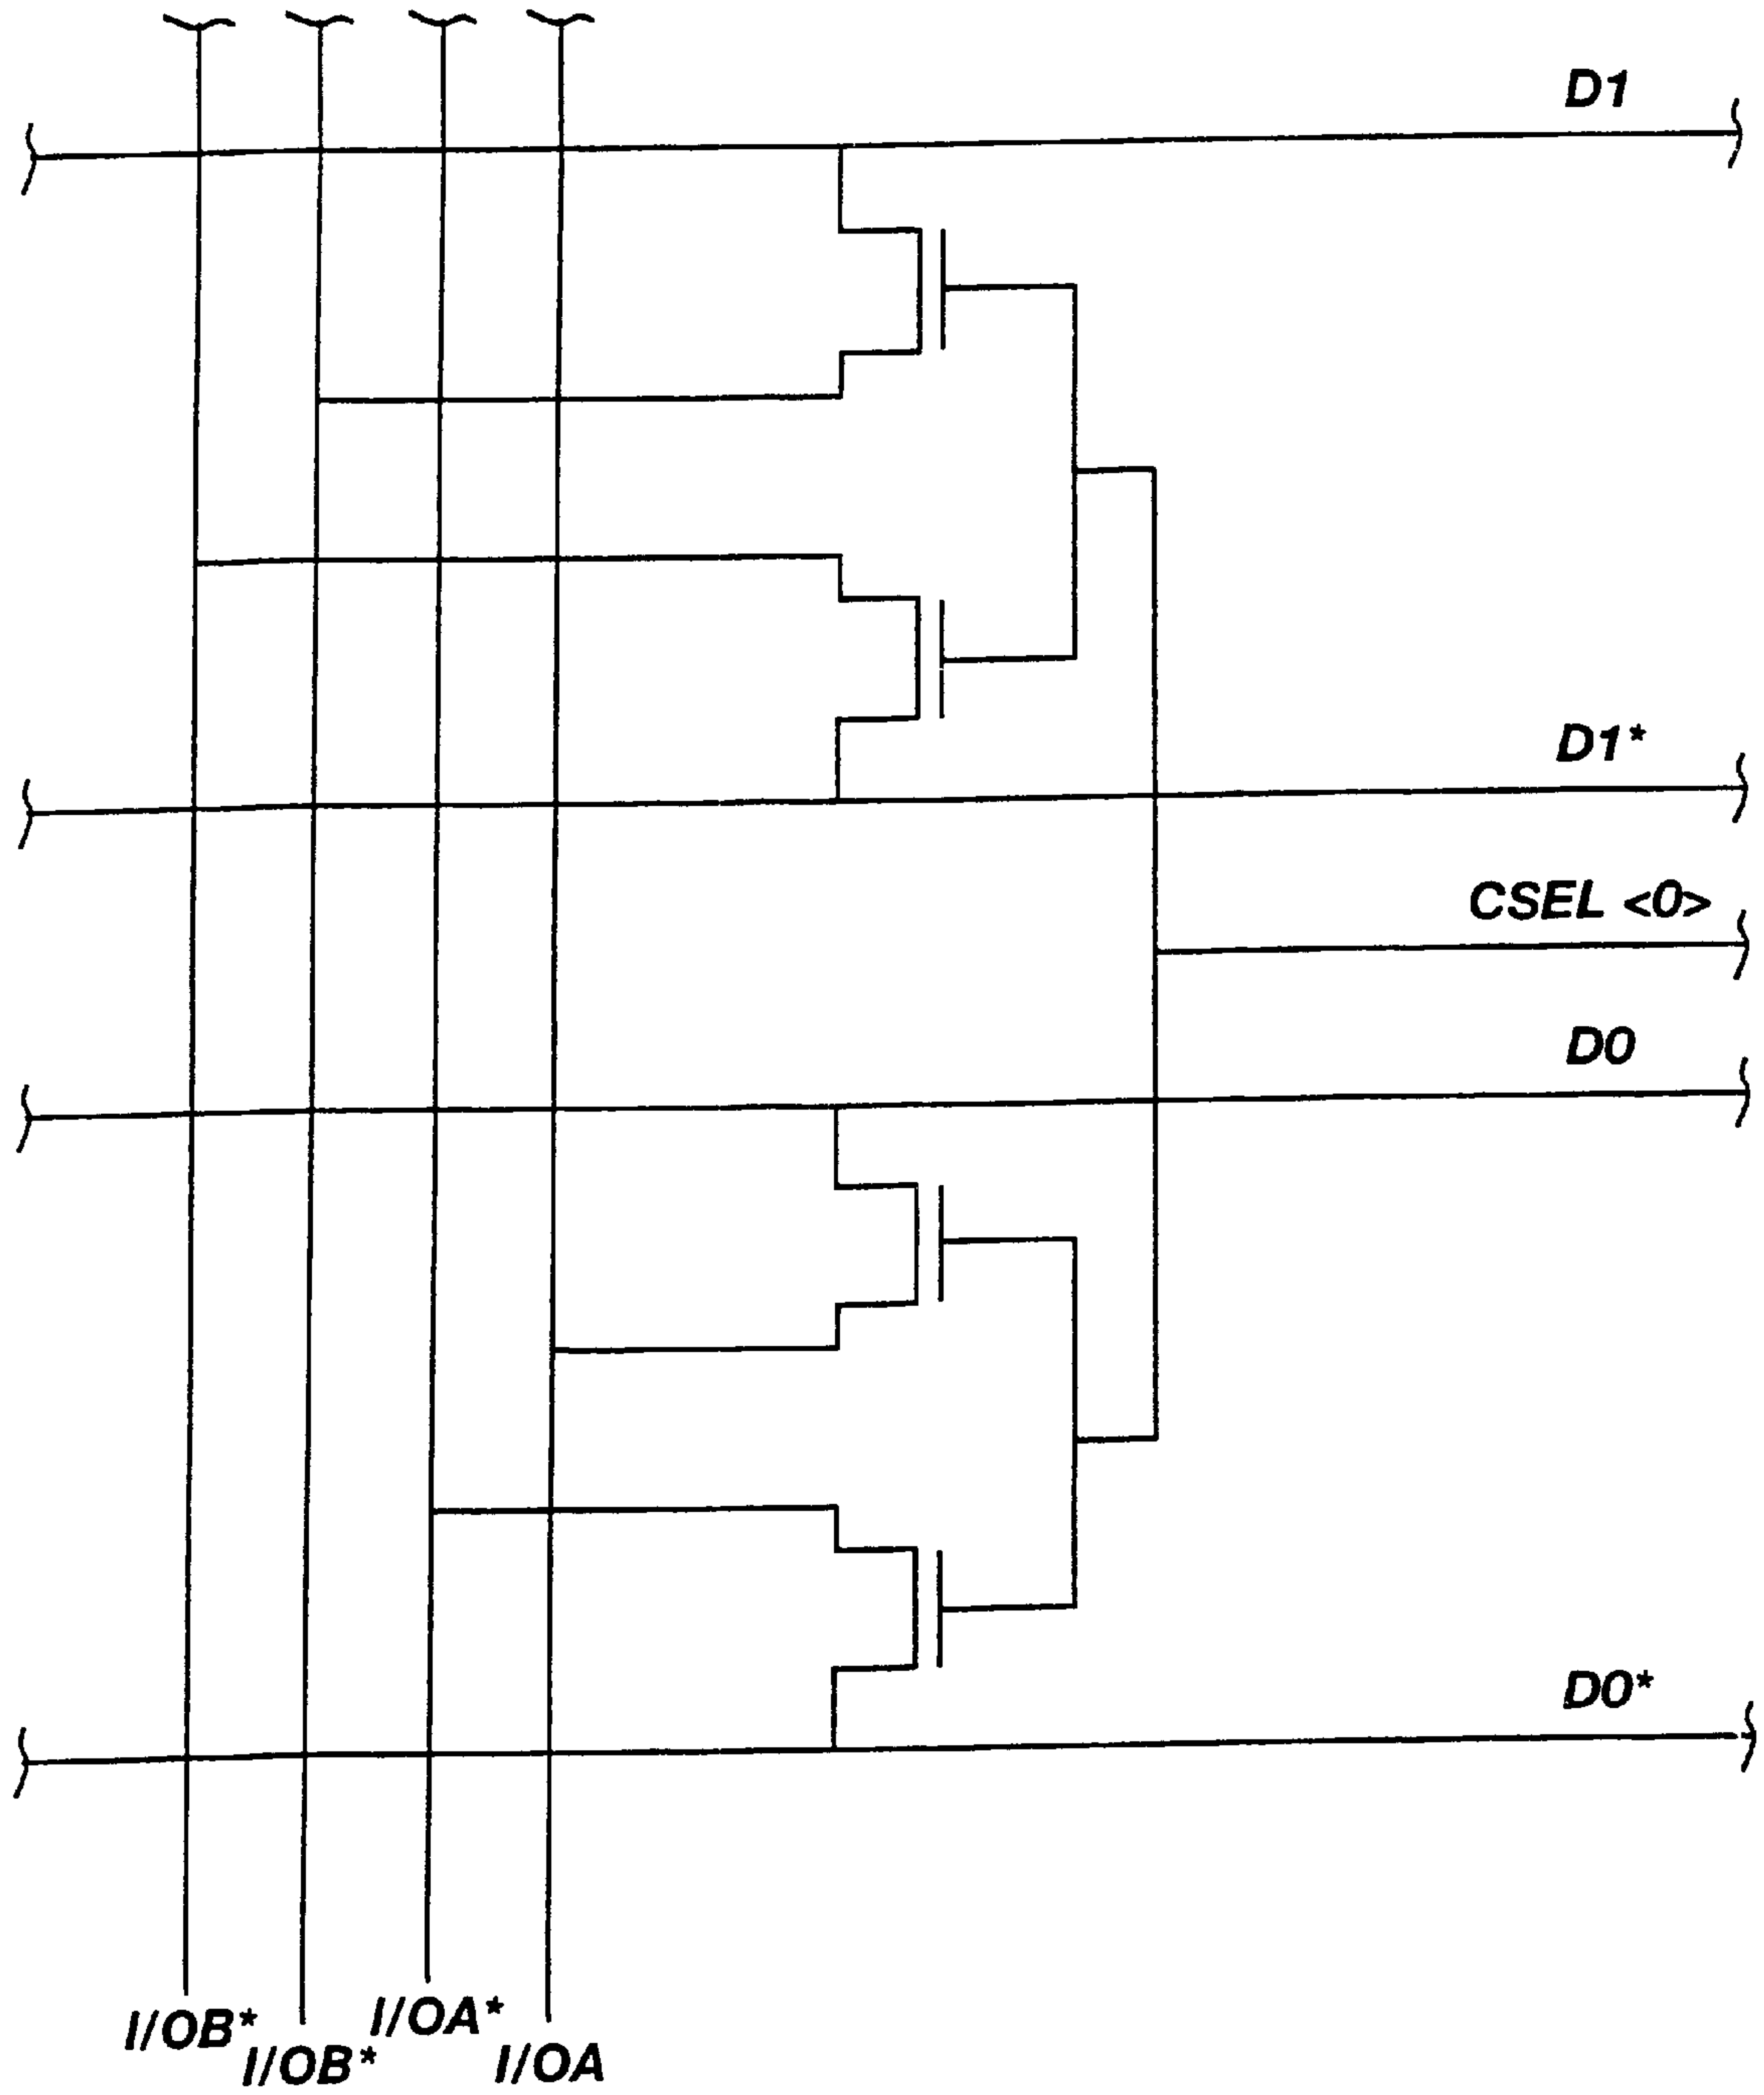 D1
D1*
CSEL <0>
D0
D0*
I/OB*
I/OB*
I/OA*
I/OA